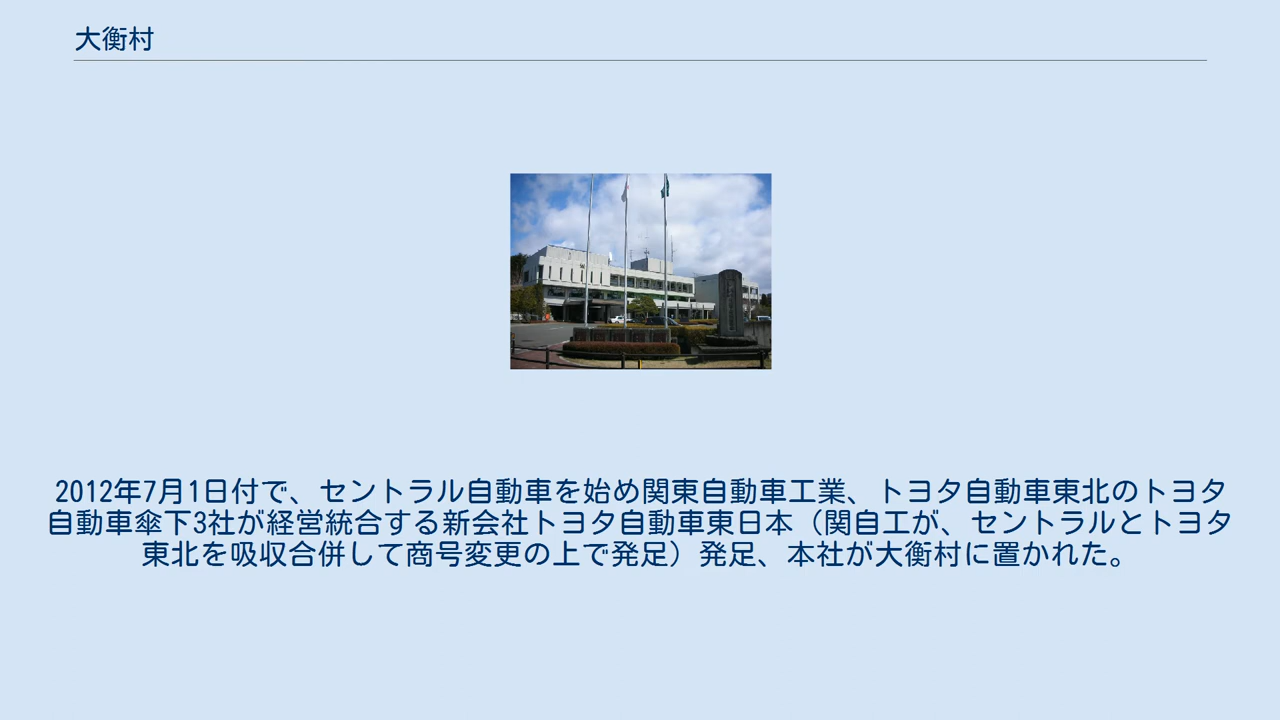 大衡村
2012年7月1日付で、セントラル自動車を始め関東自動車工業、トヨタ自動車東北のトヨタ
自動車傘下3社が経営統合する新会社トヨタ自動車東日本（関自工が、セントラルとトヨタ
東北を吸収合併して商号変更の上で発足）発足、本社が大衡村に置かれた。